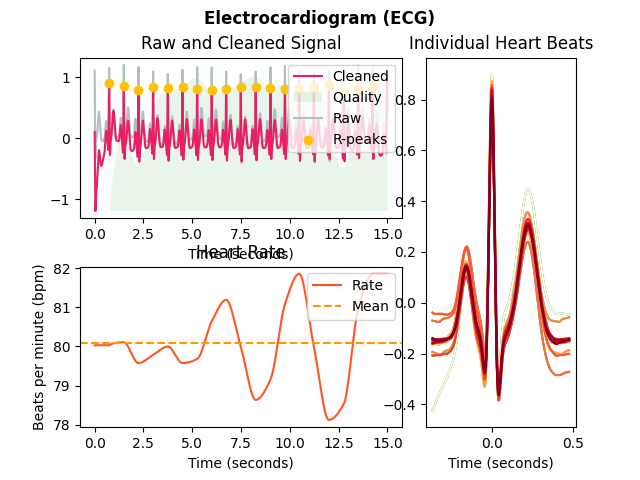 Electrocardiogram (ECG)
Raw and Cleaned Signal
1
0
−1
Cleaned
Quality
Raw
R-peaks
0.0 2.5 5.0 7.5 10.0 12.5 15.0
Time (seconds)
Heart Rate
Beats per minute (bpm)
82
81
80
79
78
Rate
Mean
0.0 2.5 5.0 7.5 10.0 12.5 15.0
Time (seconds)
Individual Heart Beats
0.8
0.6
0.4
0.2
0.0
−0.2
−0.4
0.0 0.5
Time (seconds)